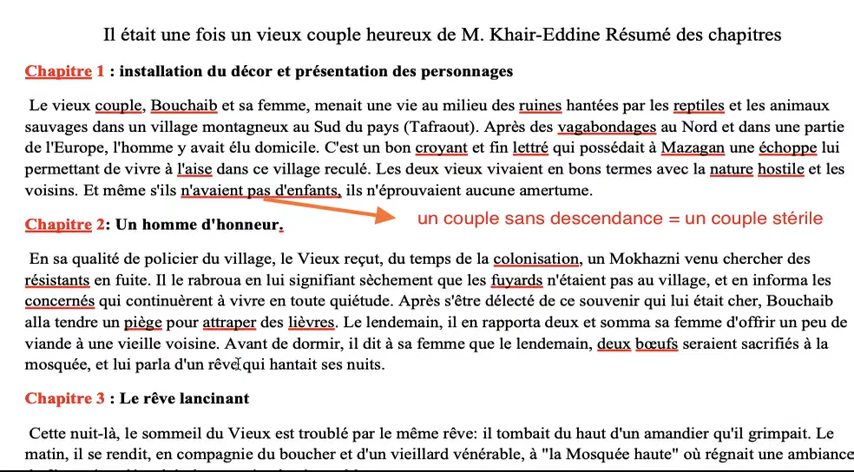 Il était une fois un vieux couple heureux de M. Khair-Eddine Résumé des chapitres
Chapitre 1 : installation du décor et présentation des personnages
Le vieux couple, Bouchaib et sa femme, menait une vie au milieu des ruines hantées par les reptiles et les animaux
sauvages dans un village montagneux au Sud du pays (Tafraout). Après des vagabondages au Nord et dans une partie
de l'Europe, l'homme y avait élu domicile. C'est un bon croyant et fin lettré qui possédait à Mazagan une échoppe lui
permettant de vivre à l'aise dans ce village reculé. Les deux vieux vivaient en bons termes avec la nature hostile et les
voisins. Et même s'ils n'avaient pas d'enfants, ils n'éprouvaient aucune amertume.
un couple sans descendance = un couple stérile
Chapitre 2: Un homme d'honneur.
En sa qualité de policier du village, le Vieux reçut, du temps de la colonisation, un Mokhazni venu chercher des
résistants en fuite. Il le rabroua en lui signifiant sèchement que les fuyards n'étaient pas au village, et en informa les
concernés qui continuèrent à vivre en toute quiétude. Après s'être délecté de ce souvenir qui lui était cher, Bouchaib
alla tendre un piège pour attraper des lièvres. Le lendemain, il en rapporta deux et somma sa femme d'offrir un peu de
viande à une vieille voisine. Avant de dormir, il dit à sa femme que le lendemain, deux bœufs seraient sacrifiés à la
mosquée, et lui parla d'un rêve qui hantait ses nuits.
Chapitre 3 : Le rêve lancinant
Cette nuit-là, le sommeil du Vieux est troublé par le même rêve: il tombait du haut d'un amandier qu'il grimpait. Le
matin, il se rendit, en compagnie du boucher et d'un vieillard vénérable, à "la Mosquée haute" où régnait une ambiance